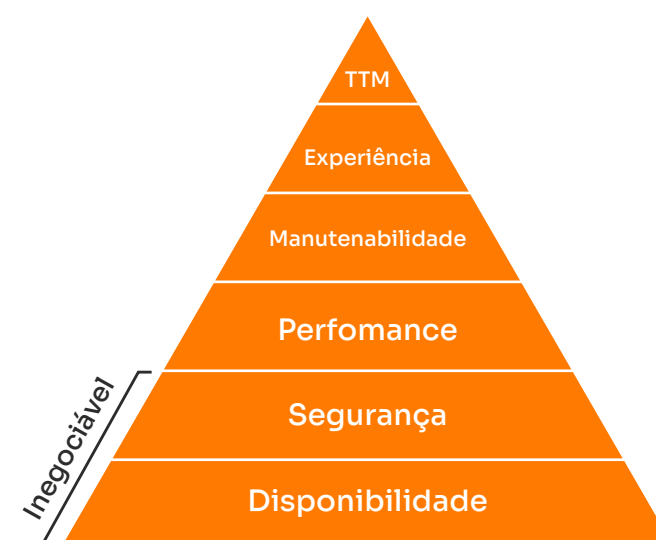 TTM
Experiência
Manutenabilidade
Perfomance
Segurança
Disponibilidade
Inegociável